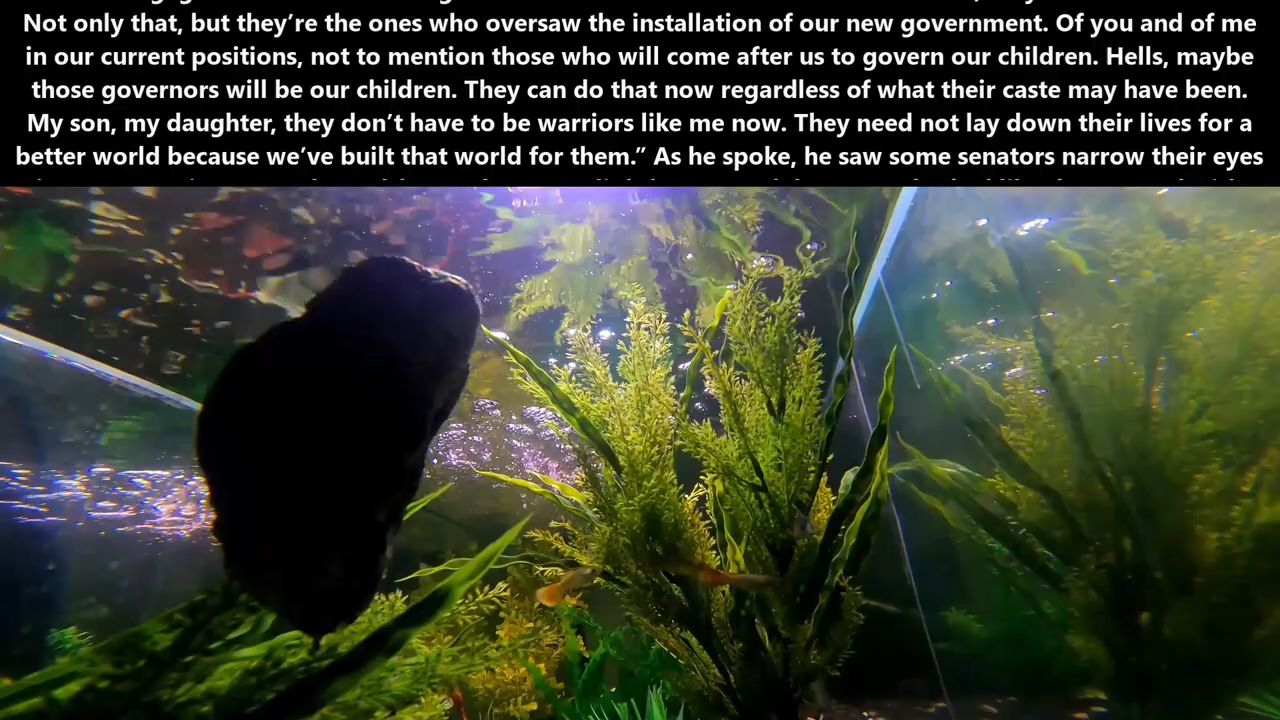 Not only that, but they’re the ones who oversaw the installation of our new government. Of you and of me
in our current positions, not to mention those who will come after us to govern our children. Hells, maybe
those governors will be our children. They can do that now regardless of what their caste may have been.
My son, my daughter, they don’t have to be warriors like me now. They need not lay down their lives for a
better world because we’ve built that world for them.” As he spoke, he saw some senators narrow their eyes